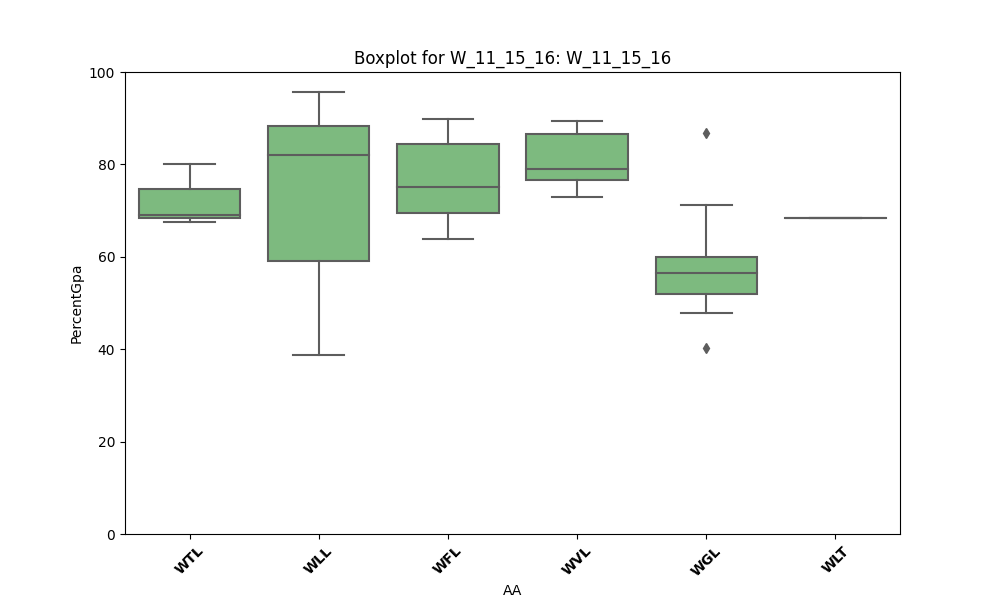 Boxplot for W_11_15_16: W_11_15_16
100
80
60
40
20
0
PercentGpa
WTL
WLL
WFL
WVL
WGL
WLT
AA